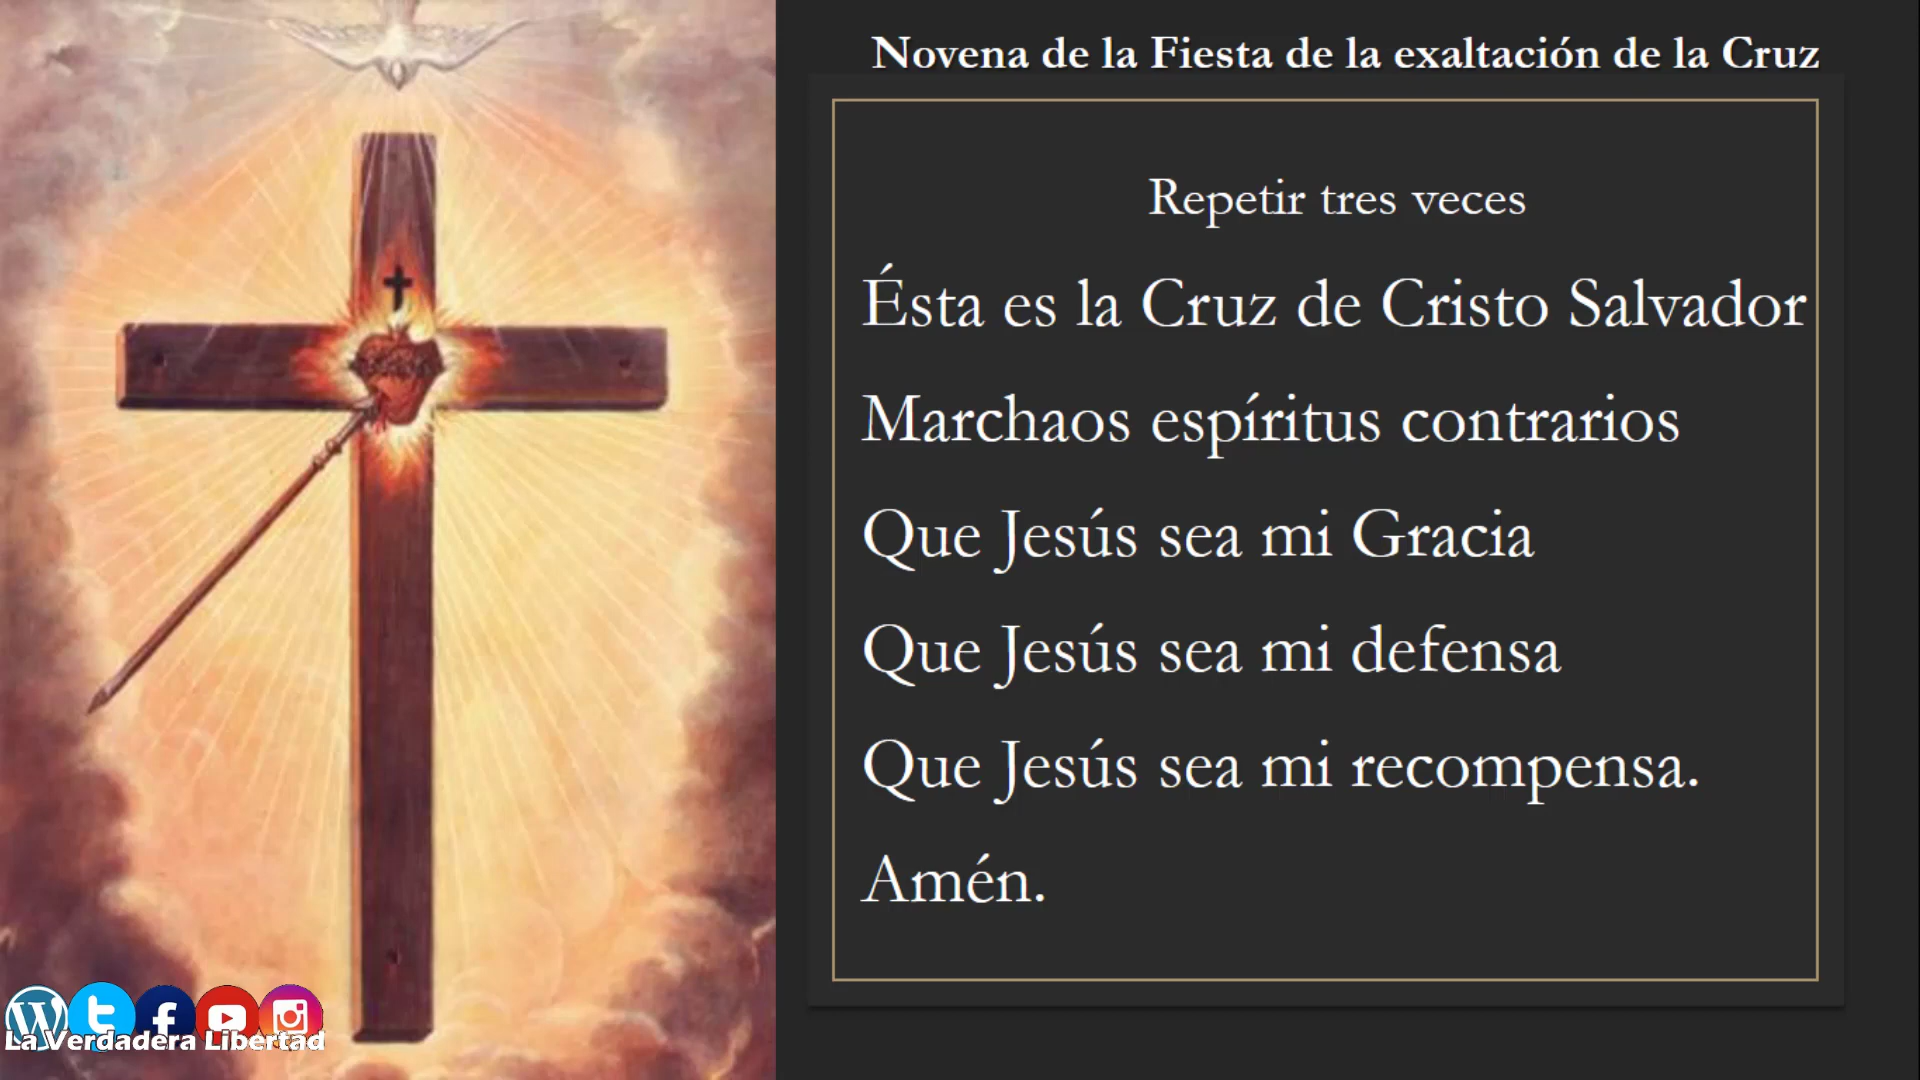 Novena de la Fiesta de la exaltación de la Cruz
Repetir tres veces
Ésta es la Cruz de Cristo Salvador
Marchaos espíritus contrarios
Que Jesús sea mi Gracia
Que Jesús sea mi defensa
Que Jesús sea mi recompensa.
Amén.
La Verdadera Libertad